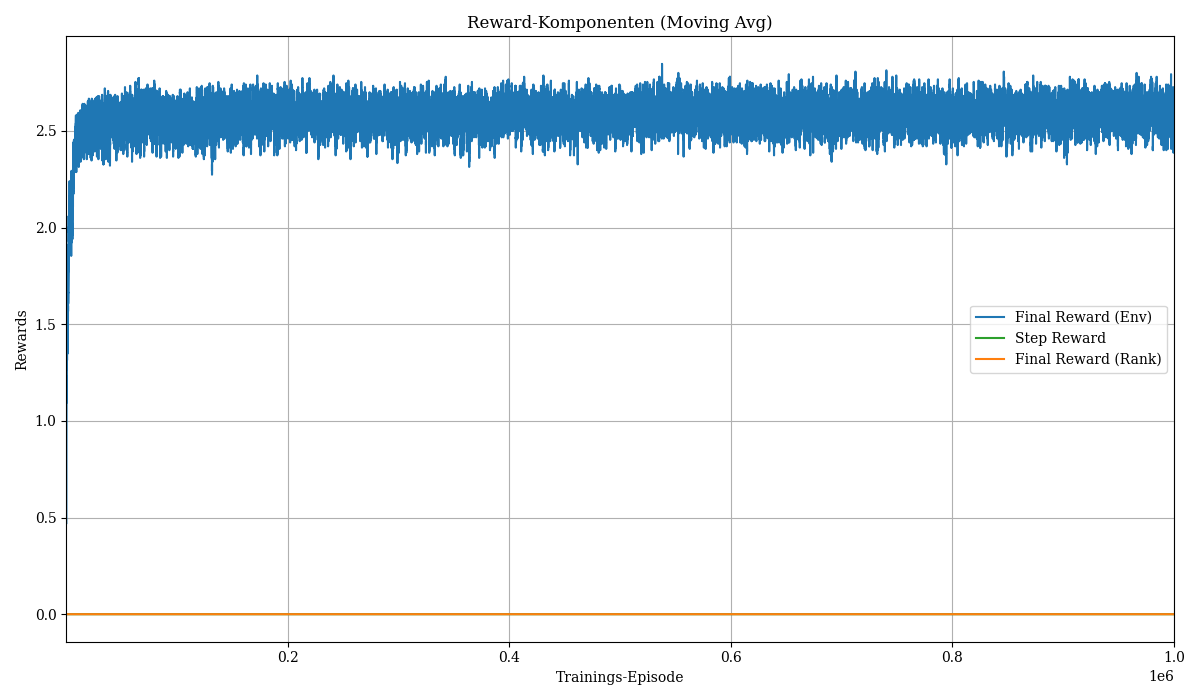 Reward-Komponenten (Moving Avg)
2.5
2.0
1.5
1.0
0.5
0.0
Rewards
Final Reward (Env)
Step Reward
Final Reward (Rank)
0.2
0.4
0.6
0.8
1.0
1e6
Trainings-Episode